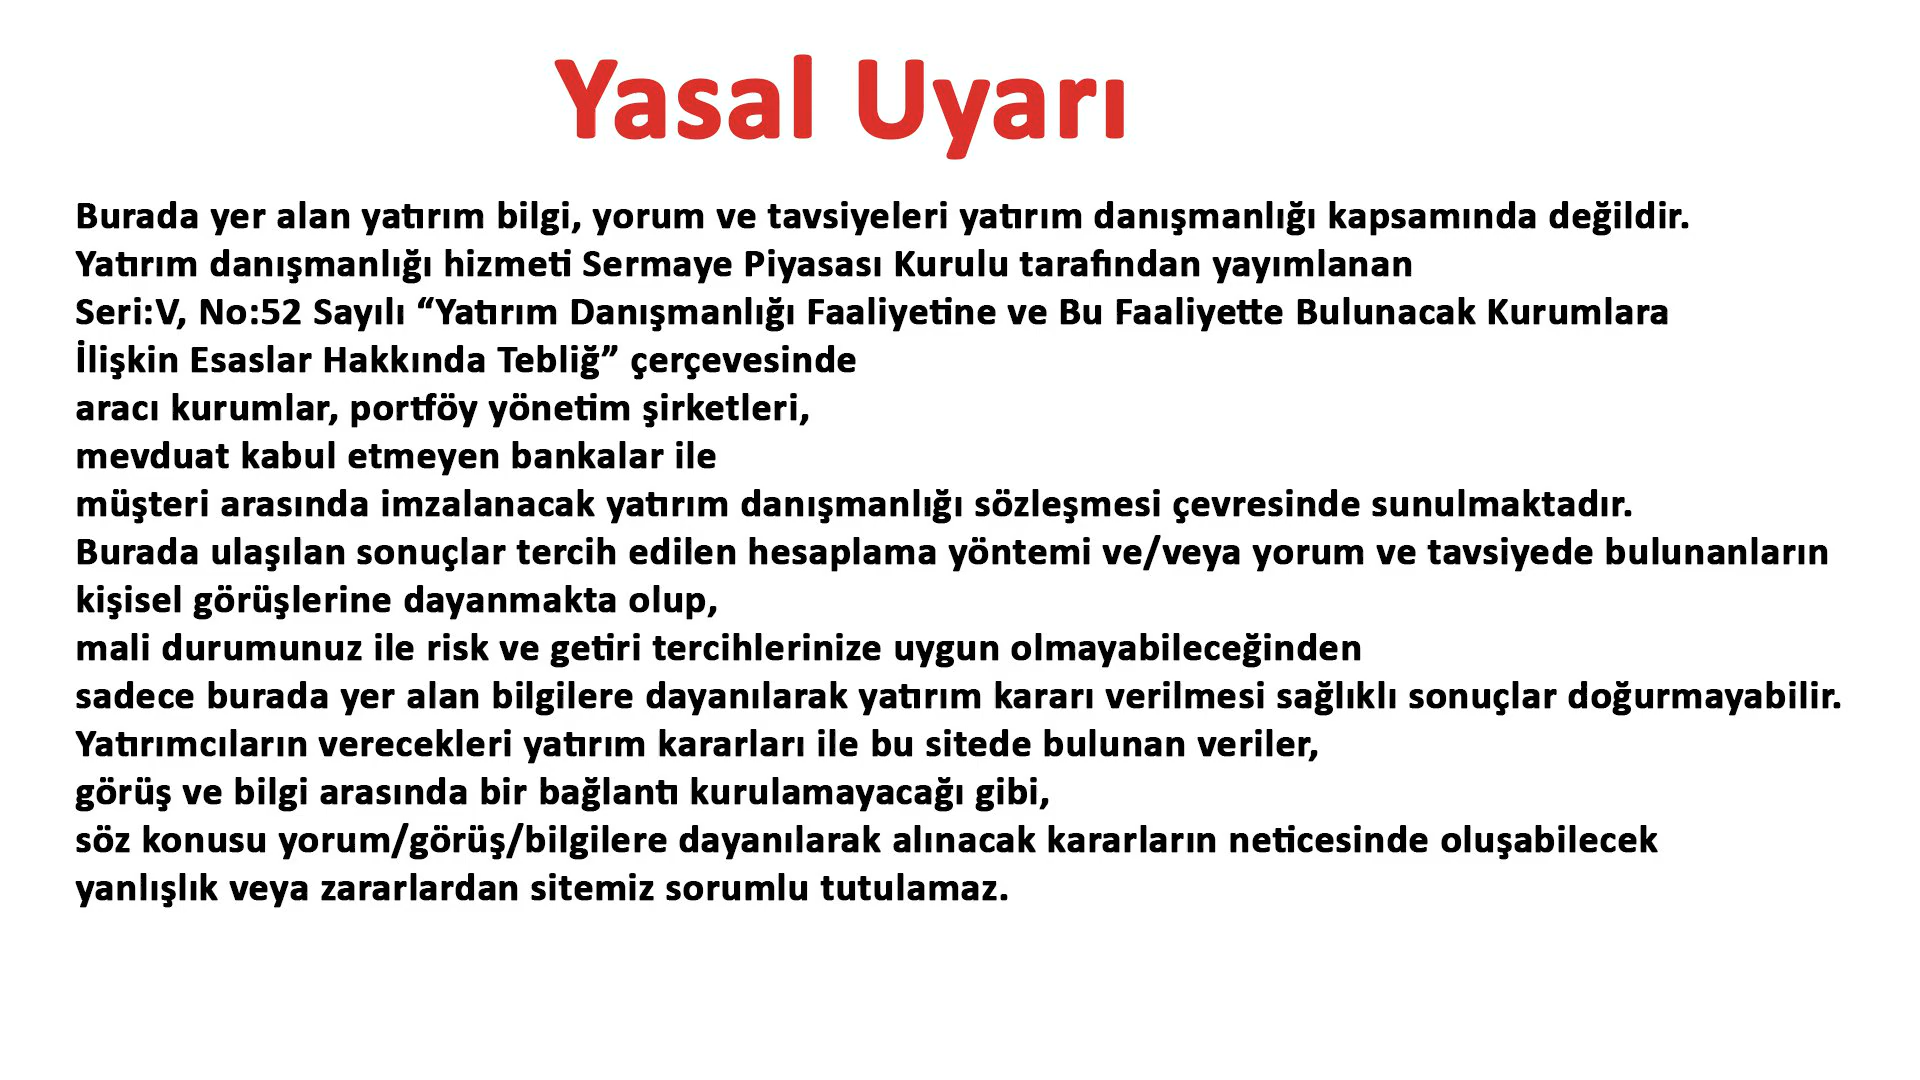 Yasal Uyarı
Burada yer alan yatırım bilgi, yorum ve tavsiyeleri yatırım danışmanlığı kapsamında değildir.
Yatırım danışmanlığı hizmeti Sermaye Piyasası Kurulu tarafından yayımlanan
Seri:V, No:52 Sayılı “Yatırım Danışmanlığı Faaliyetine ve Bu Faaliyette Bulunacak Kurumlara
İlişkin Esaslar Hakkında Tebliğ” çerçevesinde
aracı kurumlar, portföy yönetim şirketleri,
mevduat kabul etmeyen bankalar ile
müşteri arasında imzalanacak yatırım danışmanlığı sözleşmesi çevresinde sunulmaktadır.
Burada ulaşılan sonuçlar tercih edilen hesaplama yöntemi ve/veya yorum ve tavsiyede bulunanların
kişisel görüşlerine dayanmakta olup,
mali durumunuz ile risk ve getiri tercihlerinize uygun olmayabileceğinden
sadece burada yer alan bilgilere dayanılarak yatırım kararı verilmesi sağlıklı sonuçlar doğurmayabilir.
Yatırımcıların verecekleri yatırım kararları ile bu sitede bulunan veriler,
görüş ve bilgi arasında bir bağlantı kurulamayacağı gibi,
söz konusu yorum/görüş/bilgilere dayanılarak alınacak kararların neticesinde oluşabilecek
yanlışlık veya zararlardan sitemiz sorumlu tutulamaz.